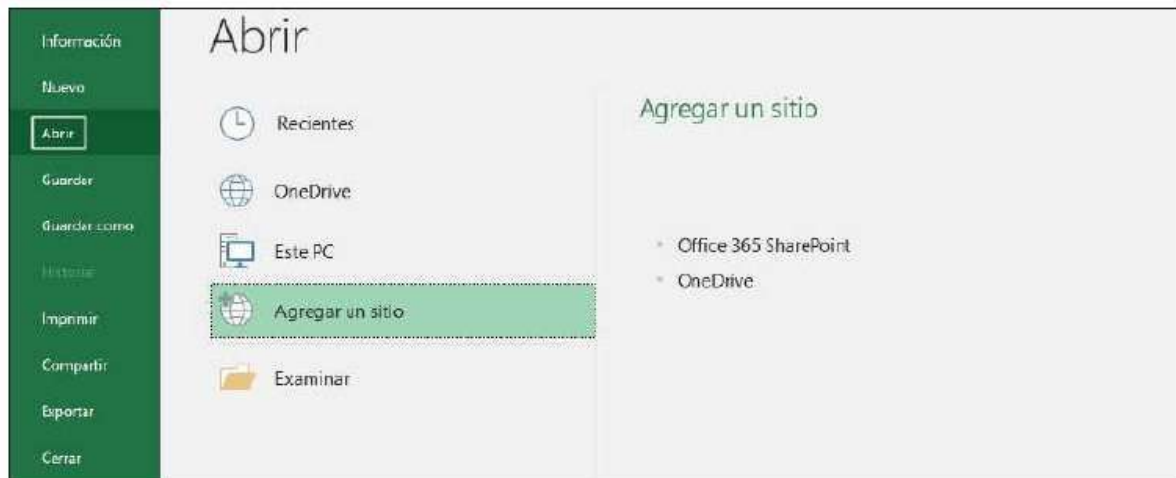 Información
Nuevo
Abrir
Guardar
Guardar como
Historial
Imprimir
Compartir
Exportar
Cerrar
Abrir
Recientes
OneDrive
Este PC
Agregar un sitio
Examinar
Agregar un sitio
Office 365 SharePoint
OneDrive